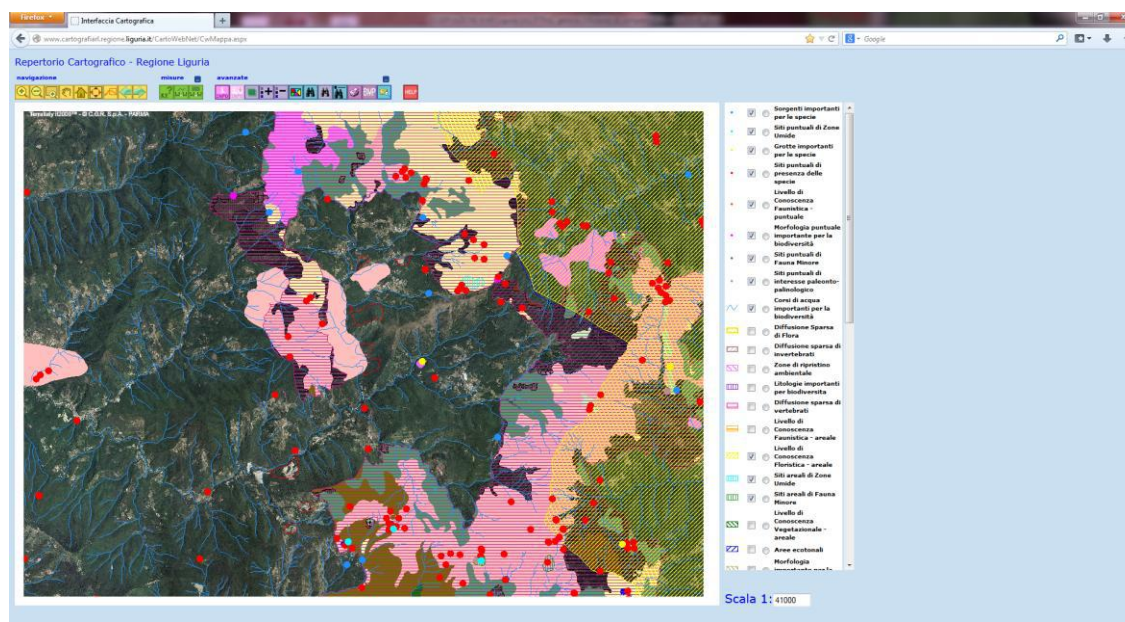 Firefox
Interfaccia Cartografica
www.cartografiarl.regione.liguria.it/CartoWebNet/CwMappa.aspx
Google
Repertorio Cartografico - Regione Liguria
navigazione
misure
avanzate
HELP
Sorgenti importanti
per le specie
Siti puntuali di Zone
Umide
Grotte importanti
per le specie
Siti puntuali di
presenza delle
specie
Livello di
Conoscenza
Faunistica -
puntuale
Morfologia puntuale
importante per la
biodiversità
Siti puntuali di
Fauna Minore
Siti puntuali di
interesse paleonto-
palinologico
Corsi di acqua
importanti per la
biodiversità
Diffusione Sparsa
di Flora
Diffusione sparsa di
invertebrati
Zone di ripristino
ambientale
Litologie importanti
per biodiversita
Diffusione sparsa di
vertebrati
Livello di
Conoscenza
Faunistica - areale
Livello di
Conoscenza
Floristica - areale
Siti areali di Zone
Umide
Siti areali di Fauna
Minore
Livello di
Conoscenza
Vegetazionale -
areale
Aree ecotonali
Morfologia
importante per la
Scala 1: 41000